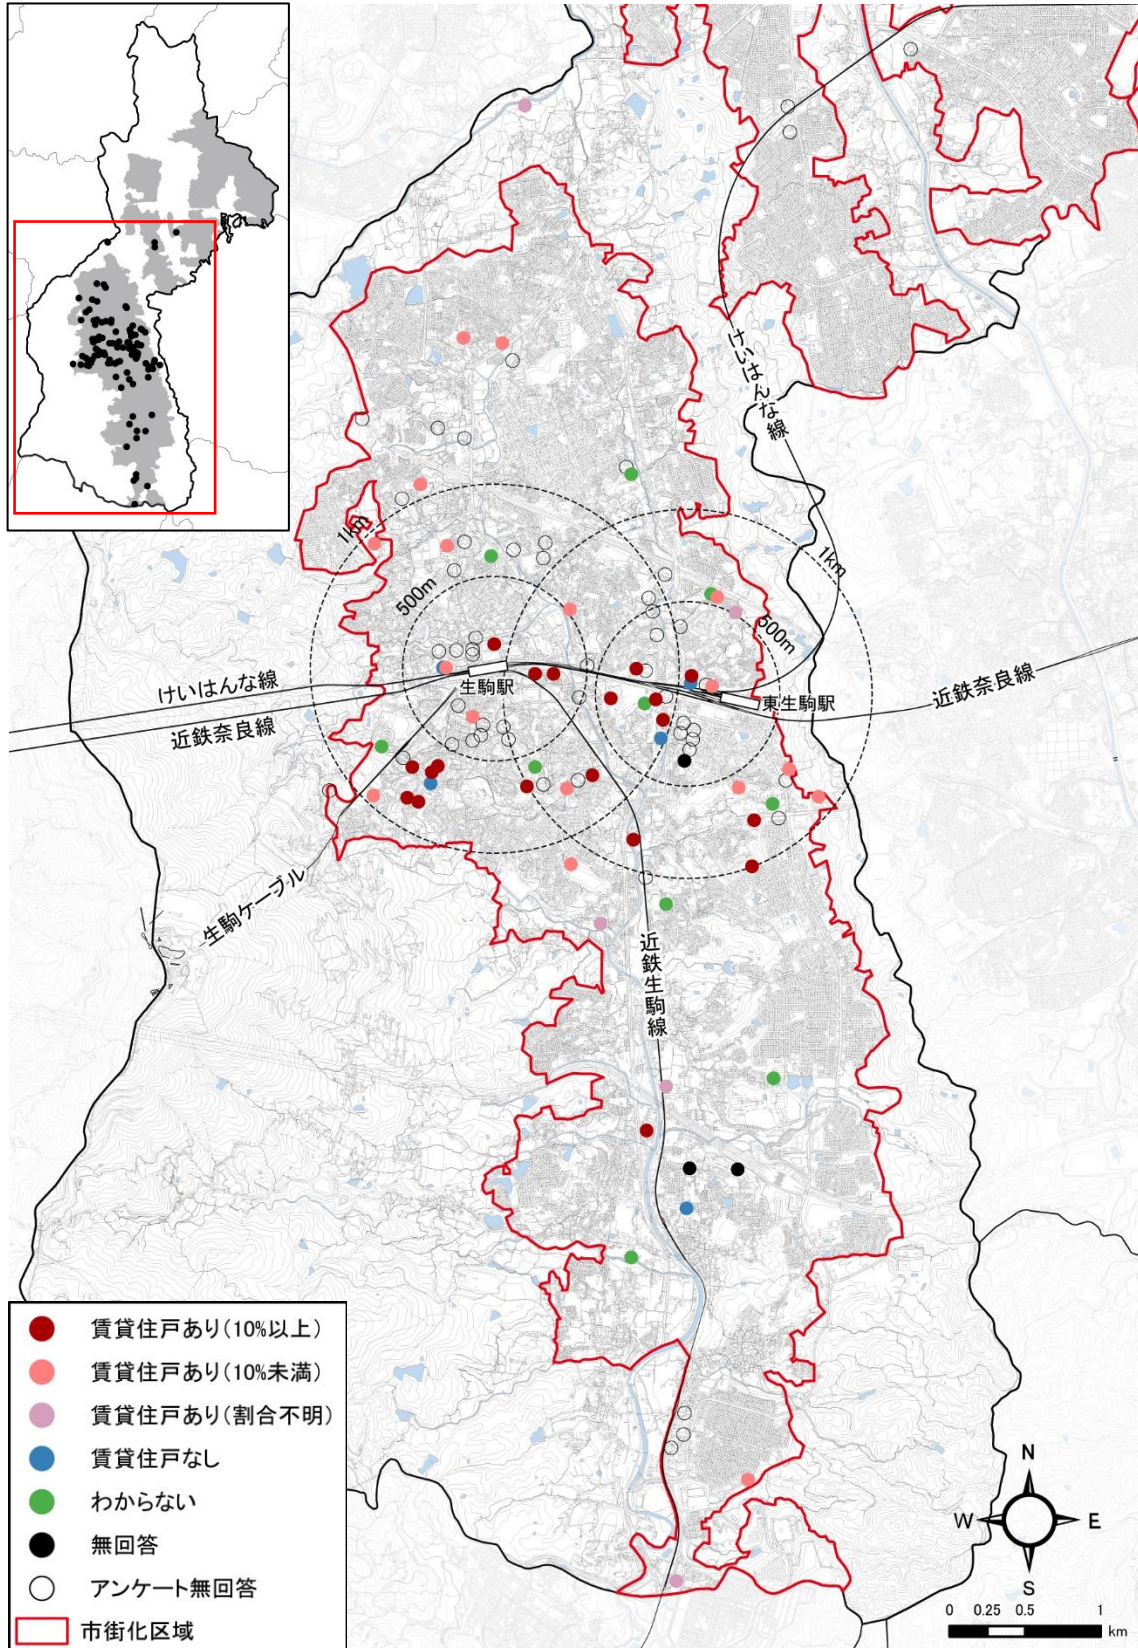 けいはんな線
1km
1km
500m
500m
けいはんな線
生駒駅
近鉄奈良線
東生駒駅
近鉄奈良線
生駒ケーブル
近鉄生駒線
賃貸住戸あり(10%以上)
賃貸住戸あり(10%未満)
賃貸住戸あり(割合不明)
賃貸住戸なし
わからない
無回答
アンケート無回答
市街化区域
N
W
E
S
0 0.25 0.5 1
km